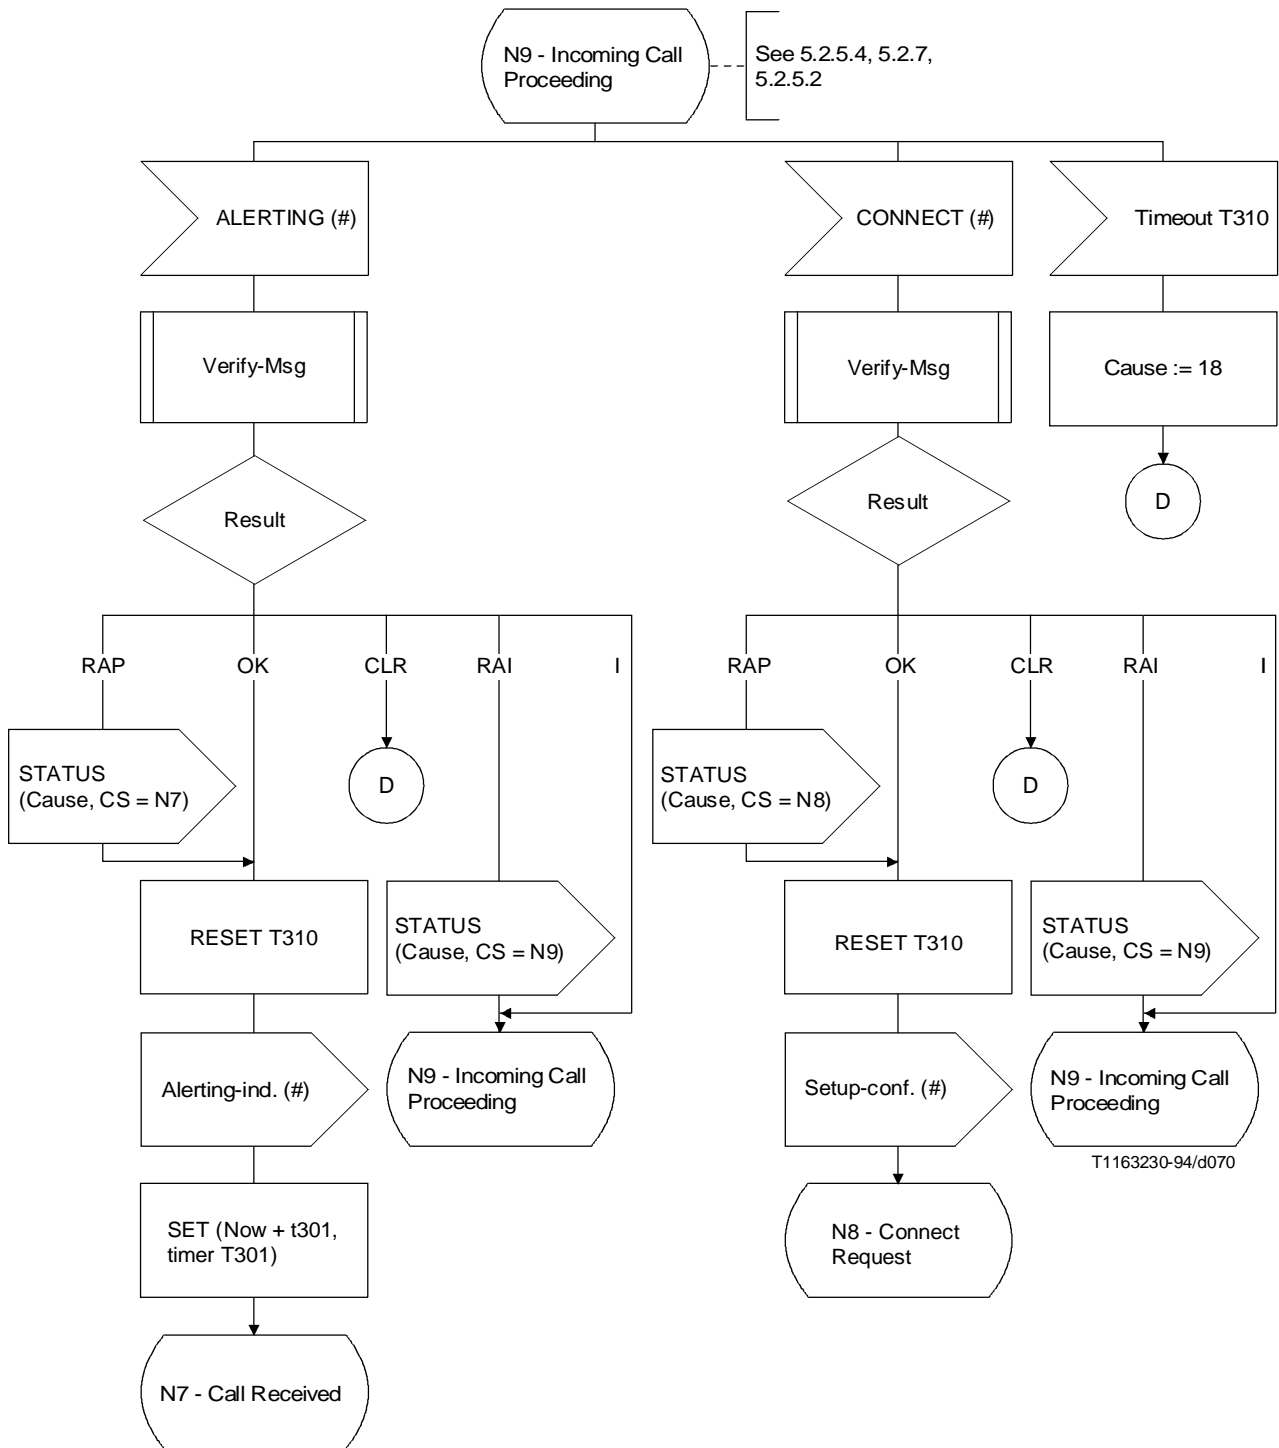 N9 - Incoming Call
Proceeding
See 5.2.5.4, 5.2.7,
5.2.5.2
ALERTING (#)
CONNECT (#)
Timeout T310
Verify-Msg
Verify-Msg
Cause := 18
Result
Result
D
RAP
OK
CLR
RAI
I
RAP
OK
CLR
RAI
I
STATUS
(Cause, CS = N7)
D
STATUS
(Cause, CS = N8)
D
RESET T310
STATUS
(Cause, CS = N9)
RESET T310
STATUS
(Cause, CS = N9)
Alerting-ind. (#)
N9 - Incoming Call
Proceeding
Setup-conf. (#)
N9 - Incoming Call
Proceeding
T1163230-94/d070
SET (Now + t301,
timer T301)
N8 - Connect
Request
N7 - Call Received